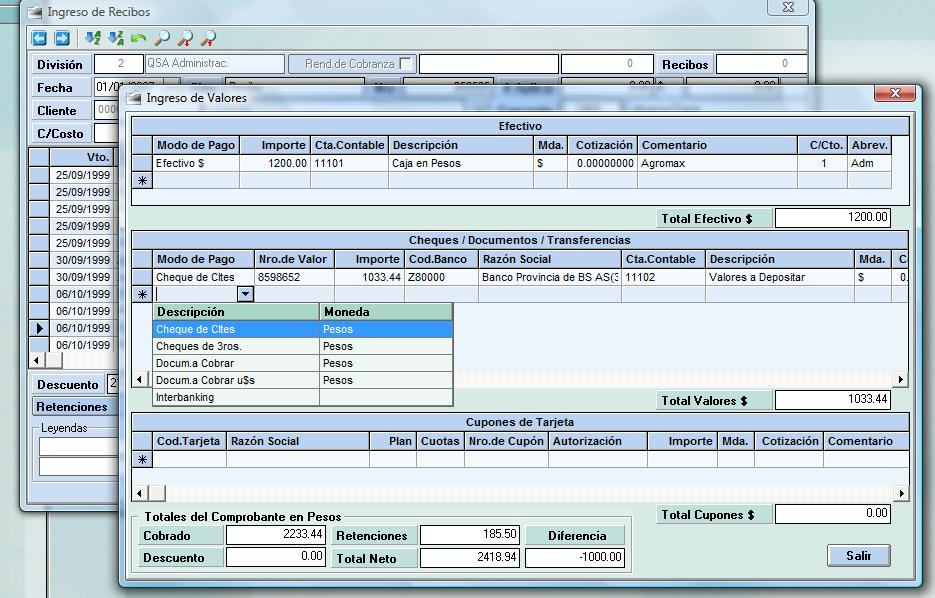 Ingreso de Recibos
División 2 QSA Administrac. Rend.de Cobranza 0 Recibos 0
Fecha 01/01/2007
Cliente
C/Costo
Vto.
25/09/1999
25/09/1999
25/09/1999
25/09/1999
25/09/1999
30/09/1999
30/09/1999
06/10/1999
06/10/1999
06/10/1999
06/10/1999
Descuento
Retenciones
Leyendas
Ingreso de Valores
Efectivo
Modo de Pago Importe Cta.Contable Descripción Mda. Cotización Comentario C/Cto. Abrev.
Efectivo $ 1200.00 11101 Caja en Pesos $ 0.00000000 Agromax 1 Adm
Total Efectivo $ 1200.00
Cheques / Documentos / Transferencias
Modo de Pago Nro.de Valor Importe Cod.Banco Razón Social Cta.Contable Descripción Mda. C
Cheque de Cltes 8598652 1033.44 Z80000 Banco Provincia de BS AS(3 11102 Valores a Depositar $ 0.
Descripción Moneda
Cheque de Cltes Pesos
Cheques de 3ros. Pesos
Docum.a Cobrar Pesos
Docum.a Cobrar u$s Pesos
Interbanking
Total Valores $ 1033.44
Cupones de Tarjeta
Cod.Tarjeta Razón Social Plan Cuotas Nro.de Cupón Autorización Importe Mda. Cotización Comentario
Total Cupones $ 0.00
Totales del Comprobante en Pesos
Cobrado 2233.44 Retenciones 185.50 Diferencia
Descuento 0.00 Total Neto 2418.94 -1000.00
Salir